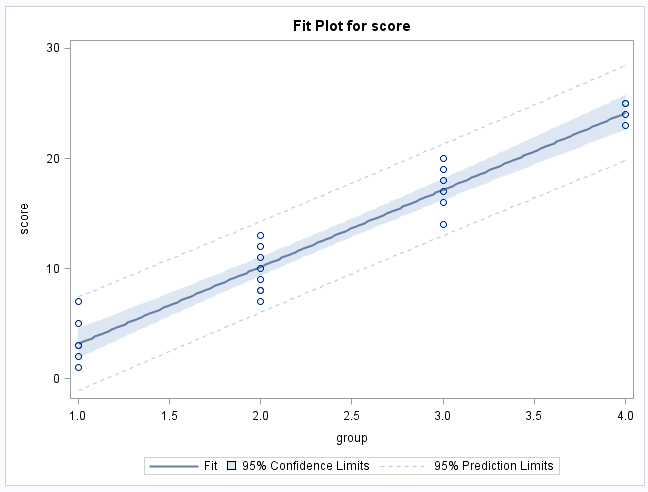 Fit Plot for score
30
20
10
0
score
1.0 1.5 2.0 2.5 3.0 3.5 4.0
group
Fit 95% Confidence Limits 95% Prediction Limits